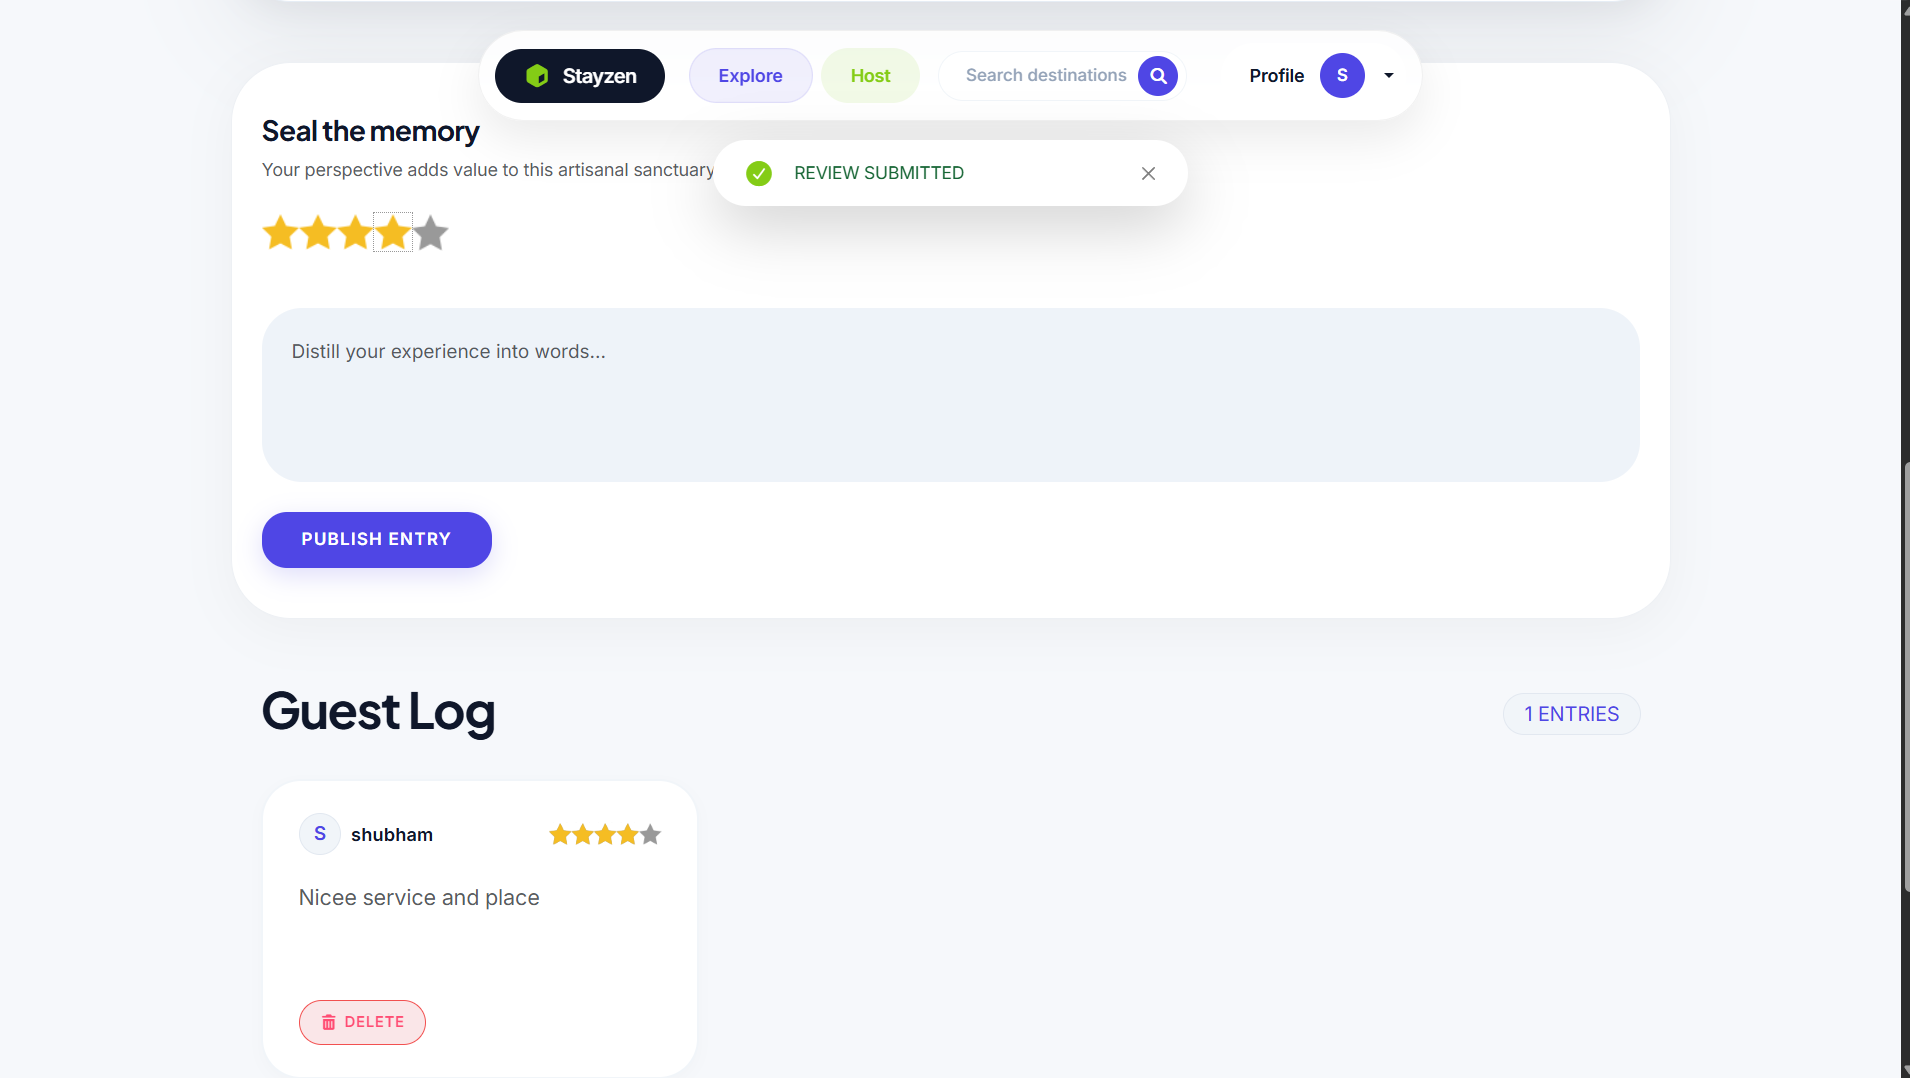 Stayzen
Explore
Host
Search destinations
Profile
S
Seal the memory
Your perspective adds value to this artisanal sanctuary
REVIEW SUBMITTED
Distill your experience into words...
PUBLISH ENTRY
Guest Log
1 ENTRIES
S
shubham
Nicee service and place
DELETE